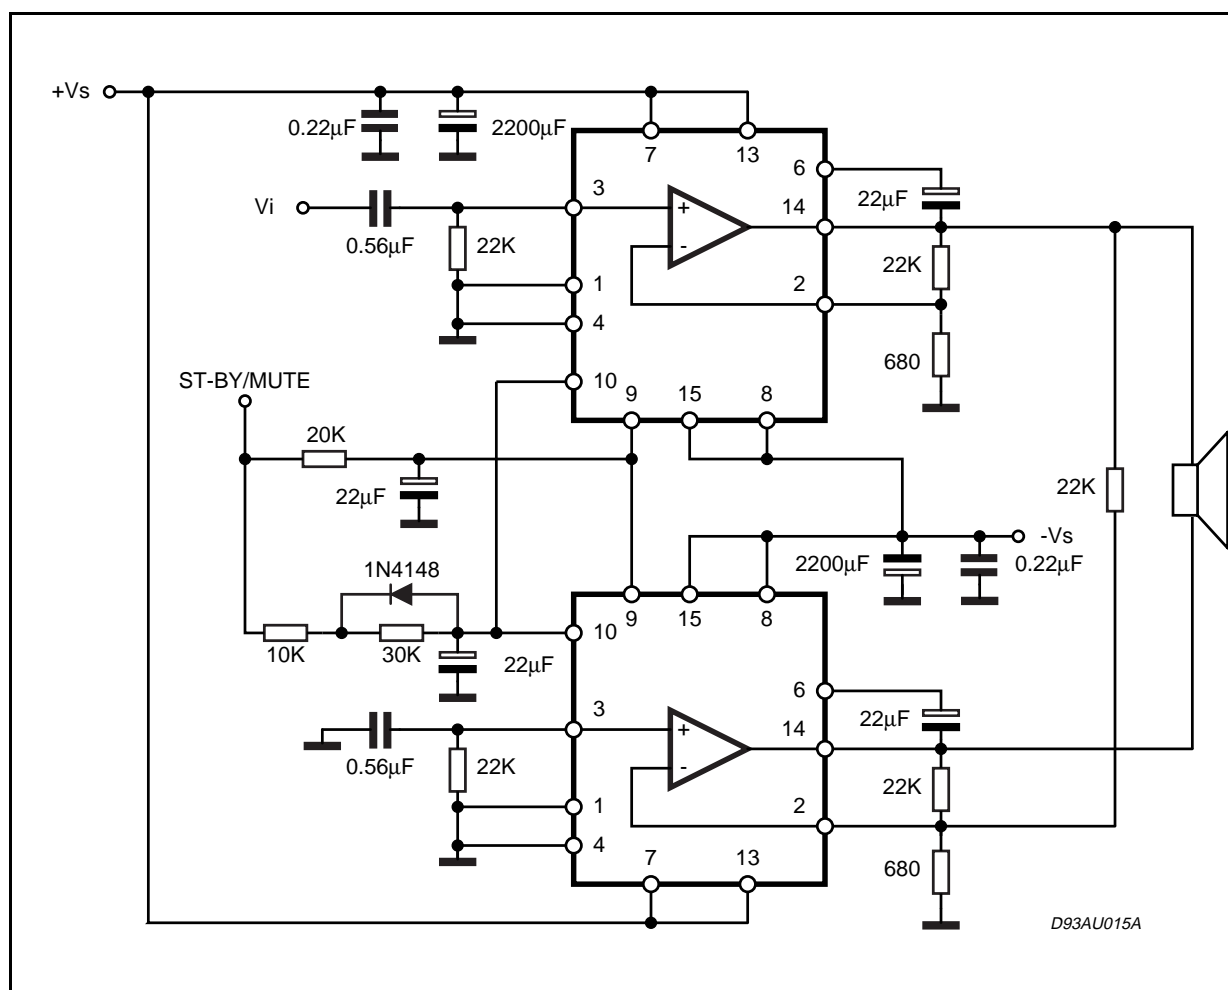 +Vs
0.22µF
2200µF
7
13
6
3
Vi
22µF
14
0.56µF
22K
+
-
22K
1
2
4
680
ST-BY/MUTE
10
9
15
8
20K
22µF
22K
-Vs
2200µF
0.22µF
1N4148
9
15
8
10
10K
30K
22µF
6
3
22µF
14
0.56µF
22K
+
-
22K
1
2
4
7
13
680
D93AU015A